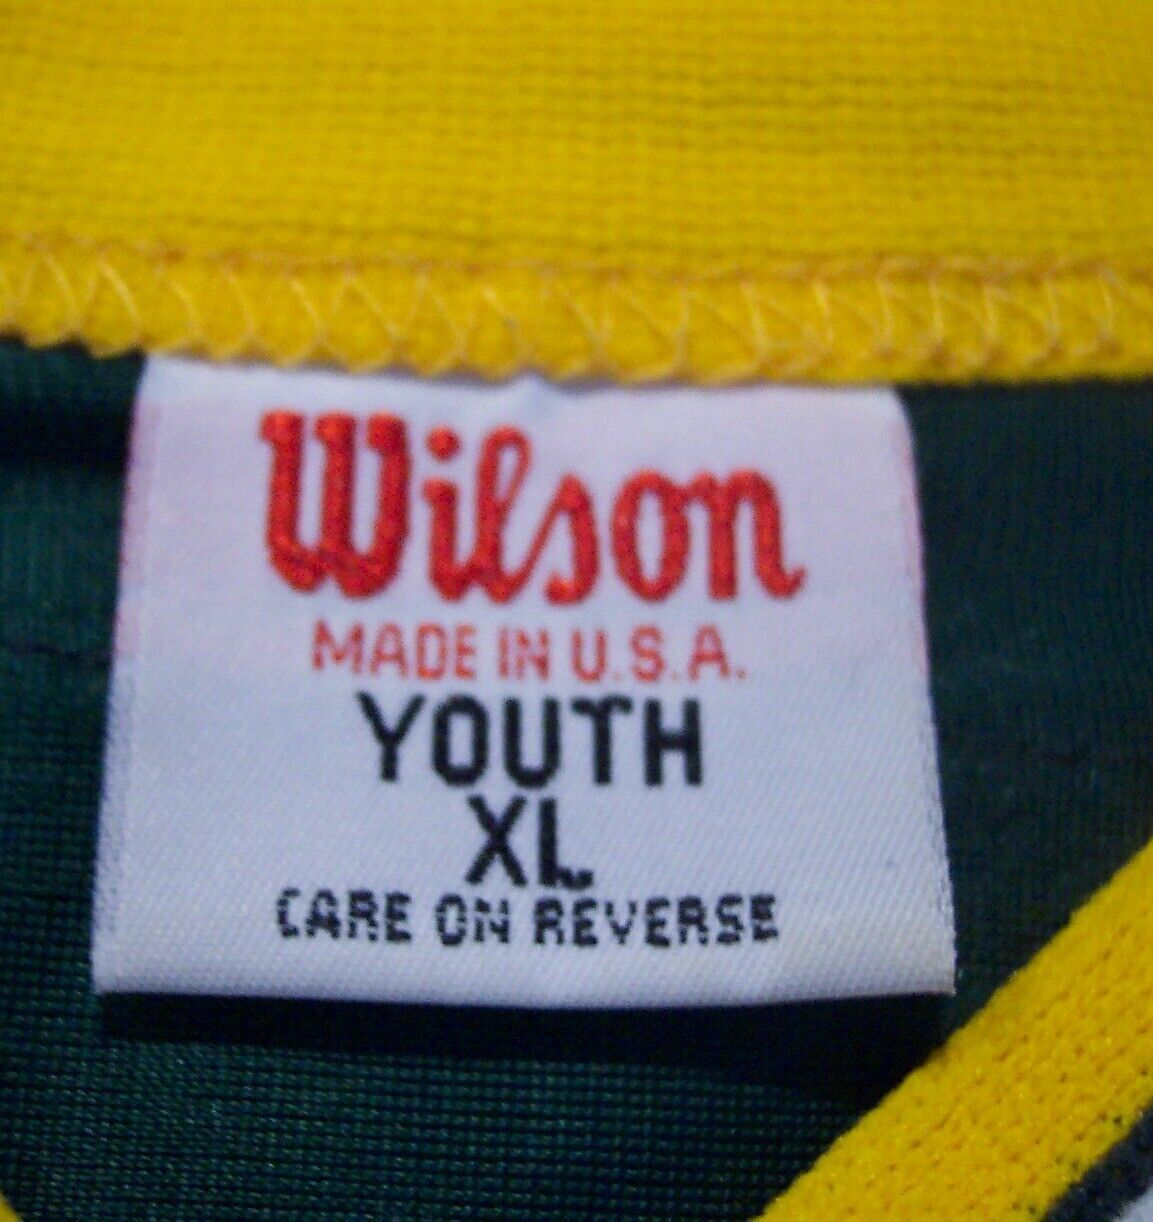 Wilson
MADE IN U.S.A.
YOUTH
XL
CARE ON REVERSE